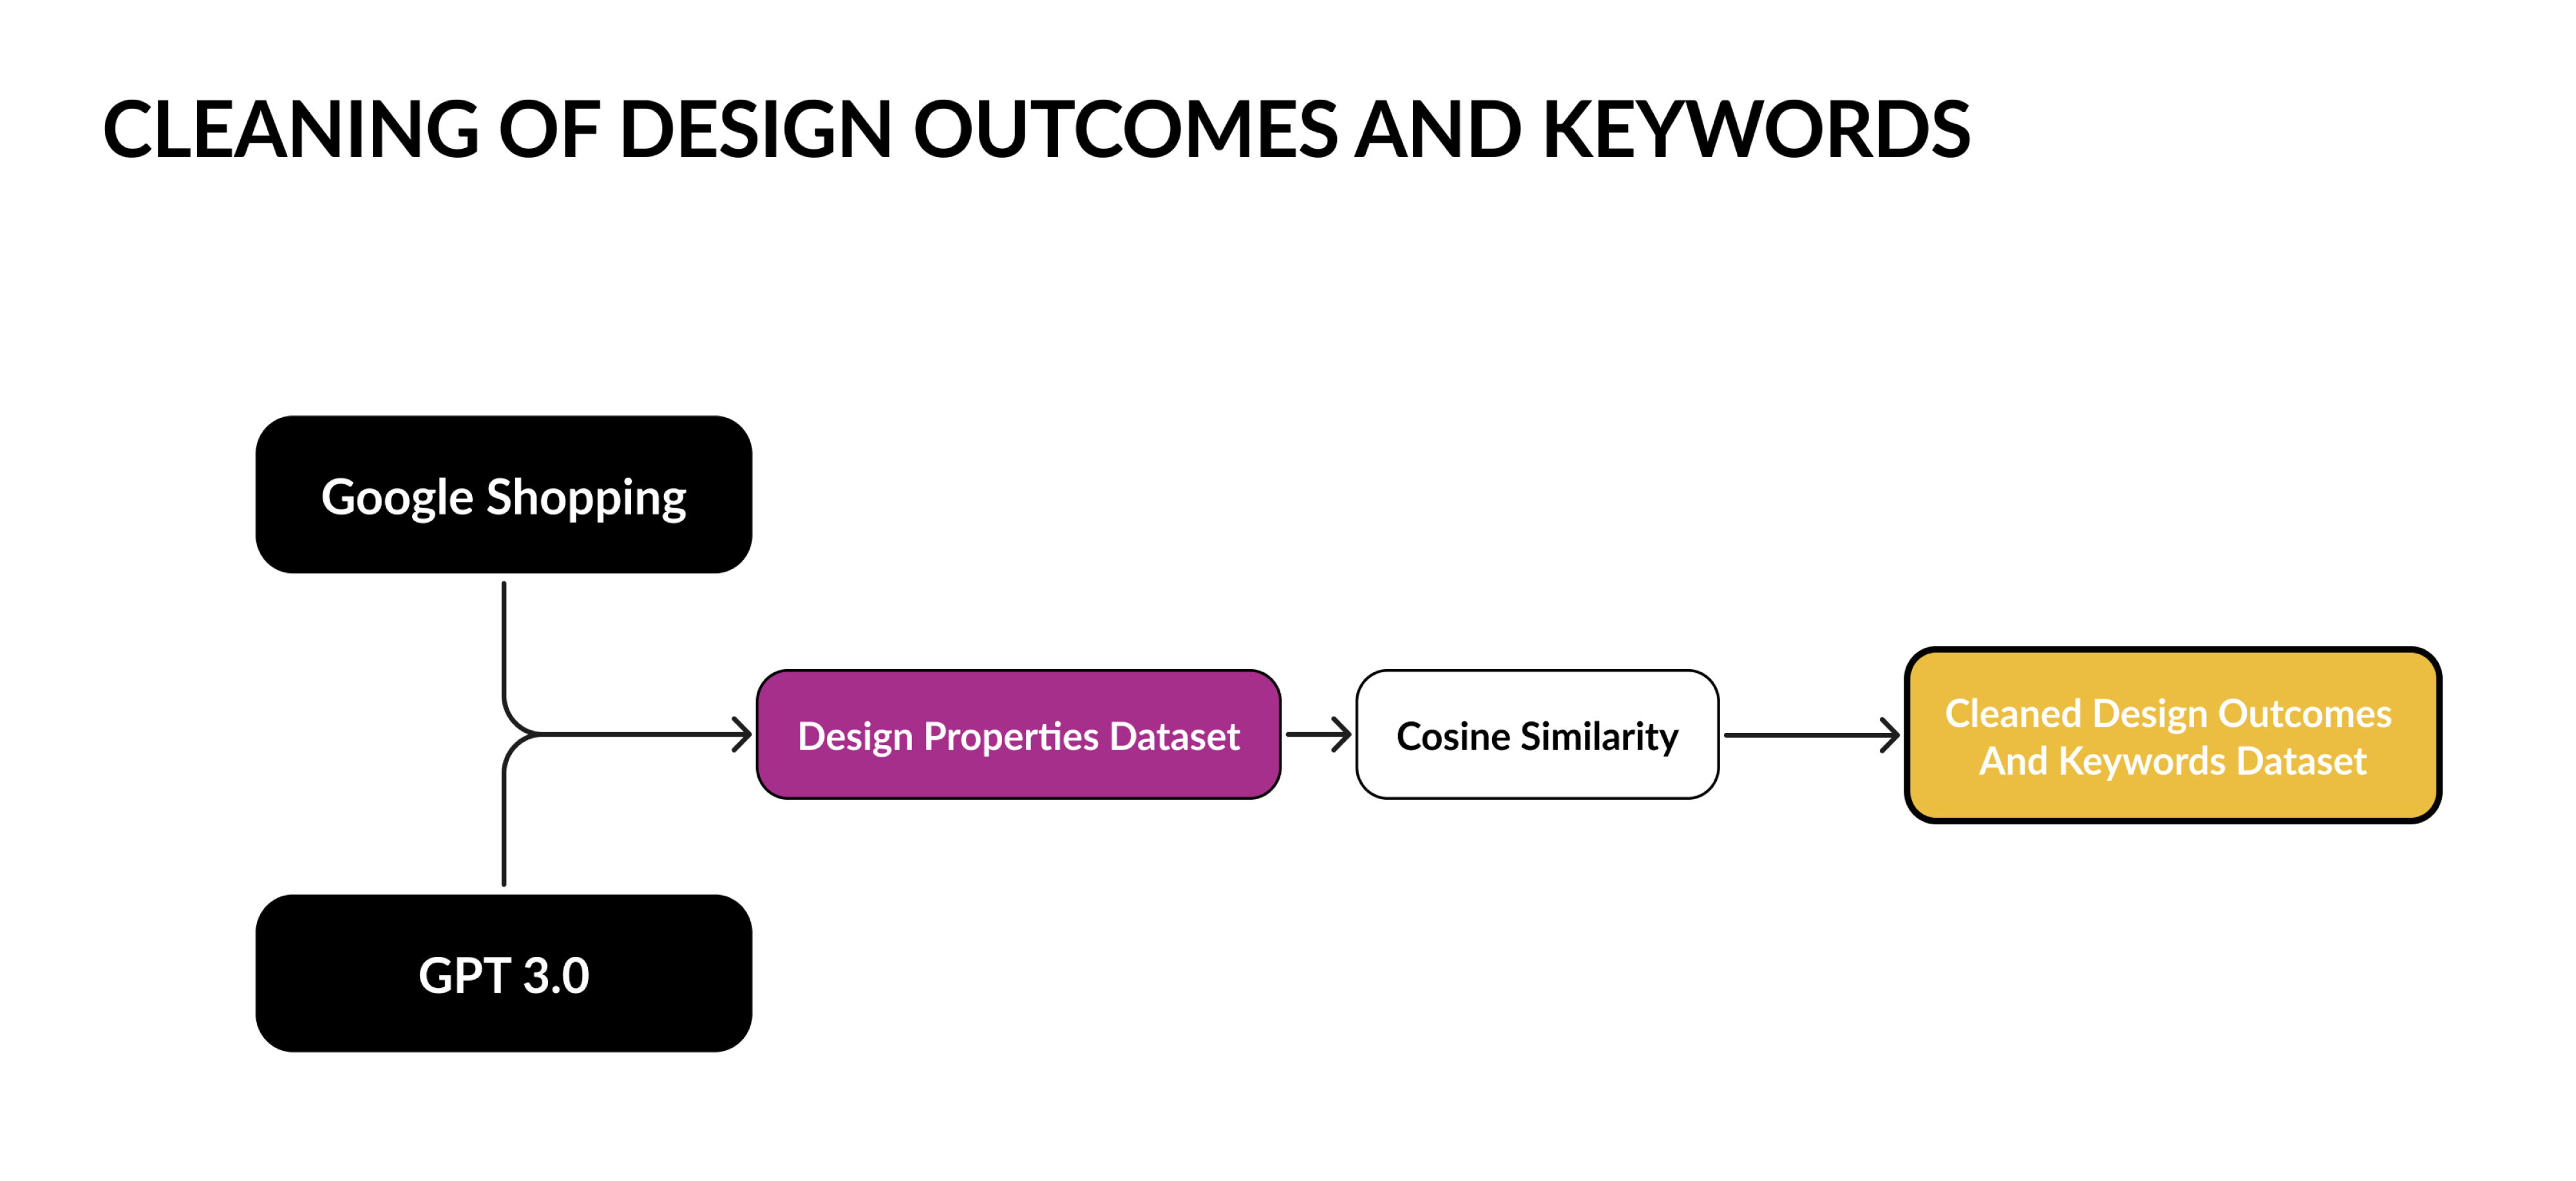 CLEANING OF DESIGN OUTCOMES AND KEYWORDS
Google Shopping
Design Properties Dataset
Cosine Similarity
Cleaned Design Outcomes
And Keywords Dataset
GPT 3.0